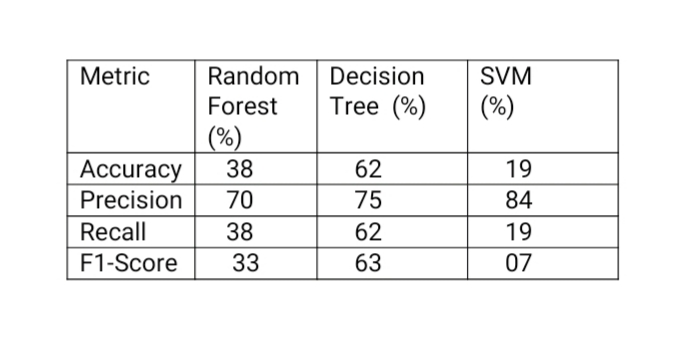 Metric Random Forest (%) Decision Tree (%) SVM (%)
Accuracy 38 62 19
Precision 70 75 84
Recall 38 62 19
F1-Score 33 63 07